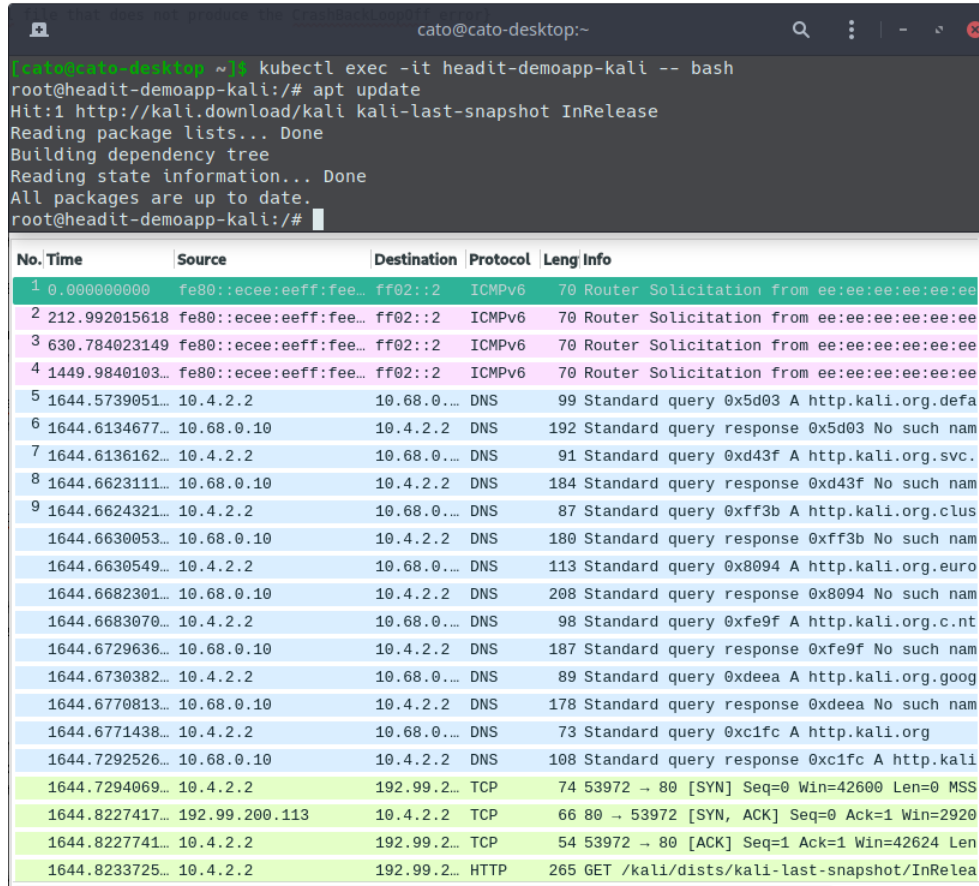 file that does not produce the CrashBackLoopOff error)
cato@cato-desktop:~
[cato@cato-desktop ~]$ kubectl exec -it headit-demoapp-kali -- bash
root@headit-demoapp-kali:/# apt update
Hit:1 http://kali.download/kali kali-last-snapshot InRelease
Reading package lists... Done
Building dependency tree
Reading state information... Done
All packages are up to date.
root@headit-demoapp-kali:/#
No. Time Source Destination Protocol Leng Info
1 0.000000000 fe80::ecee:eeff:fee… ff02::2 ICMPv6 70 Router Solicitation from ee:ee:ee:ee:ee:ee
2 212.992015618 fe80::ecee:eeff:fee… ff02::2 ICMPv6 70 Router Solicitation from ee:ee:ee:ee:ee:ee
3 630.784023149 fe80::ecee:eeff:fee… ff02::2 ICMPv6 70 Router Solicitation from ee:ee:ee:ee:ee:ee
4 1449.9840103… fe80::ecee:eeff:fee… ff02::2 ICMPv6 70 Router Solicitation from ee:ee:ee:ee:ee:ee
5 1644.5739051… 10.4.2.2 10.68.0.… DNS 99 Standard query 0x5d03 A http.kali.org.defa
6 1644.6134677… 10.68.0.10 10.4.2.2 DNS 192 Standard query response 0x5d03 No such nam
7 1644.6136162… 10.4.2.2 10.68.0.… DNS 91 Standard query 0xd43f A http.kali.org.svc.
8 1644.6623111… 10.68.0.10 10.4.2.2 DNS 184 Standard query response 0xd43f No such nam
9 1644.6624321… 10.4.2.2 10.68.0.… DNS 87 Standard query 0xff3b A http.kali.org.clus
1644.6630053… 10.68.0.10 10.4.2.2 DNS 180 Standard query response 0xff3b No such nam
1644.6630549… 10.4.2.2 10.68.0.… DNS 113 Standard query 0x8094 A http.kali.org.euro
1644.6682301… 10.68.0.10 10.4.2.2 DNS 208 Standard query response 0x8094 No such nam
1644.6683070… 10.4.2.2 10.68.0.… DNS 98 Standard query 0xfe9f A http.kali.org.c.nt
1644.6729636… 10.68.0.10 10.4.2.2 DNS 187 Standard query response 0xfe9f No such nam
1644.6730382… 10.4.2.2 10.68.0.… DNS 89 Standard query 0xdeea A http.kali.org.goog
1644.6770813… 10.68.0.10 10.4.2.2 DNS 178 Standard query response 0xdeea No such nam
1644.6771438… 10.4.2.2 10.68.0.… DNS 73 Standard query 0xc1fc A http.kali.org
1644.7292526… 10.68.0.10 10.4.2.2 DNS 108 Standard query response 0xc1fc A http.kali
1644.7294069… 10.4.2.2 192.99.2… TCP 74 53972 → 80 [SYN] Seq=0 Win=42600 Len=0 MSS
1644.8227417… 192.99.200.113 10.4.2.2 TCP 66 80 → 53972 [SYN, ACK] Seq=0 Ack=1 Win=2920
1644.8227741… 10.4.2.2 192.99.2… TCP 54 53972 → 80 [ACK] Seq=1 Ack=1 Win=42624 Len
1644.8233725… 10.4.2.2 192.99.2… HTTP 265 GET /kali/dists/kali-last-snapshot/InRelea